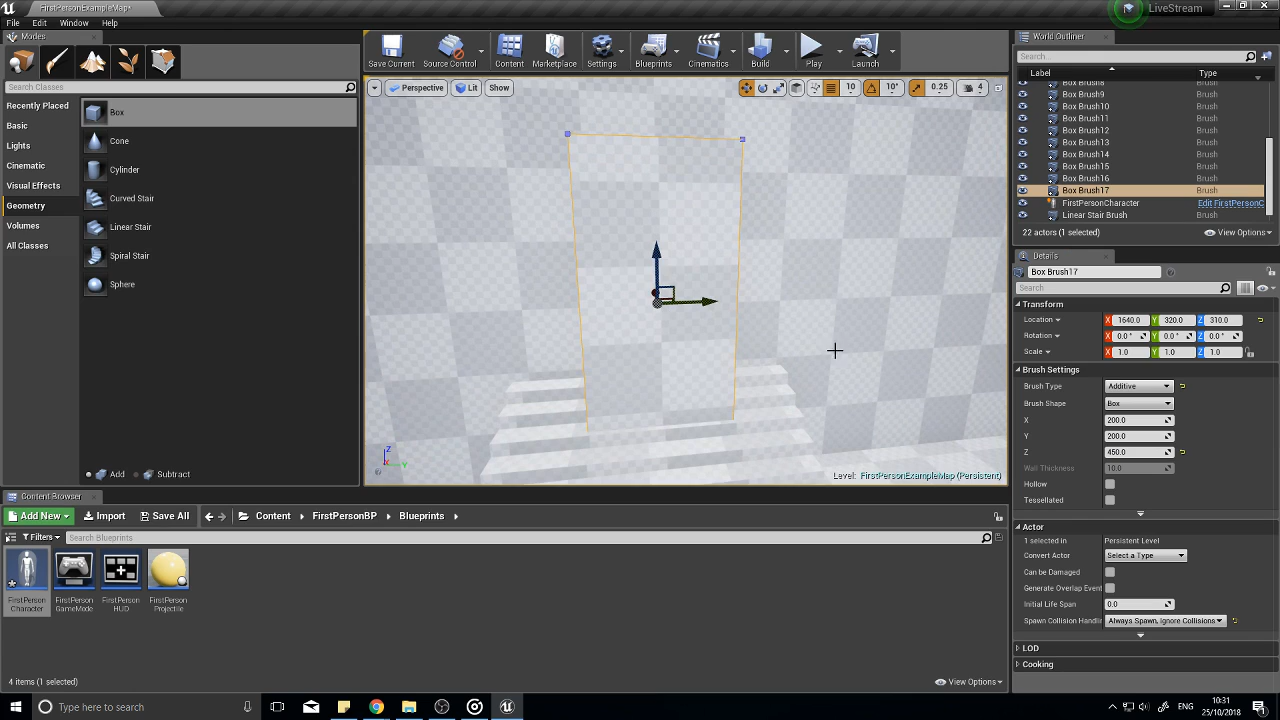 FirstPersonExampleMap*
LiveStream
File Edit Window Help
Modes
Search Classes
Recently Placed
Basic
Lights
Cinematic
Visual Effects
Geometry
Volumes
All Classes
Box
Cone
Cylinder
Curved Stair
Linear Stair
Spiral Stair
Sphere
Add Subtract
Save Current Source Control Content Marketplace Settings Blueprints Cinematics Build Play Launch
Perspective Lit Show 10 10° 0.25 4
Level: FirstPersonExampleMap (Persistent)
World Outliner
Search...
Label Type
Box Brush8 Brush
Box Brush9 Brush
Box Brush10 Brush
Box Brush11 Brush
Box Brush12 Brush
Box Brush13 Brush
Box Brush14 Brush
Box Brush15 Brush
Box Brush16 Brush
Box Brush17 Brush
FirstPersonCharacter Edit FirstPersonC
Linear Stair Brush Brush
22 actors (1 selected) View Options
Details
Box Brush17
Search
Transform
Location X 1640.0 Y 320.0 Z 310.0
Rotation X 0.0° Y 0.0° Z 0.0°
Scale X 1.0 Y 1.0 Z 1.0
Brush Settings
Brush Type Additive
Brush Shape Box
X 200.0
Y 200.0
Z 450.0
Wall Thickness 10.0
Hollow
Tessellated
Actor
1 selected in Persistent Level
Convert Actor Select a Type
Can be Damaged
Generate Overlap Event
Initial Life Span 0.0
Spawn Collision Handlin Always Spawn, Ignore Collisions
LOD
Cooking
Content Browser
Add New Import Save All Content FirstPersonBP Blueprints
Filters Search Blueprints
FirstPerson Character
FirstPerson GameMode
FirstPerson HUD
FirstPerson Projectile
4 items (1 selected) View Options
Z
X Y
Type here to search
ENG
10:31
25/10/2018